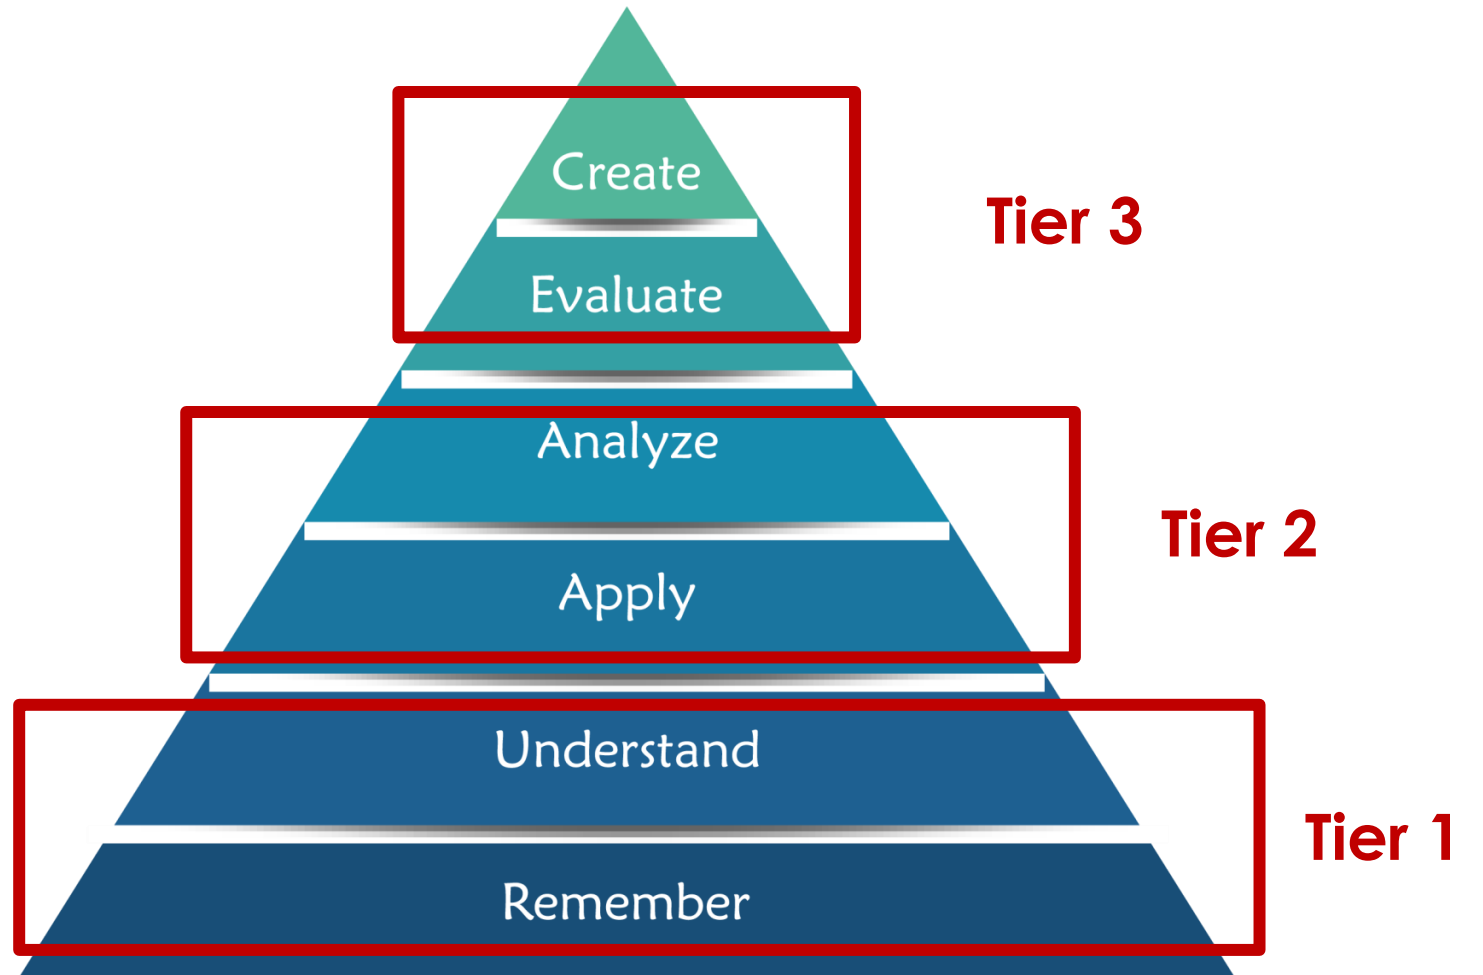 Create
Tier 3
Evaluate
Analyze
Tier 2
Apply
Understand
Tier 1
Remember